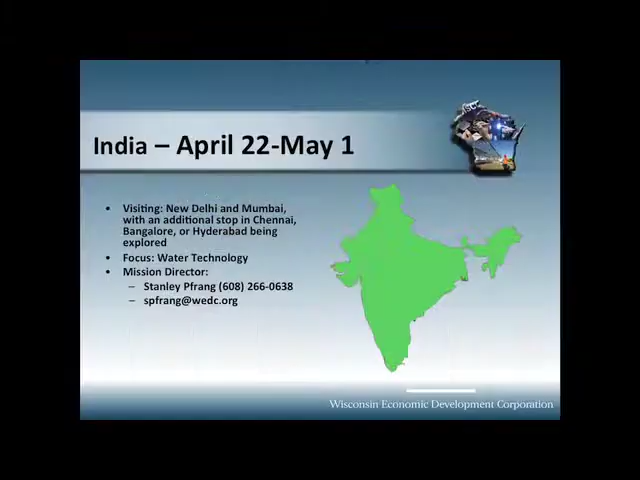 India – April 22-May 1
• Visiting: New Delhi and Mumbai,
with an additional stop in Chennai,
Bangalore, or Hyderabad being
explored
• Focus: Water Technology
• Mission Director:
– Stanley Pfrang (608) 266-0638
– spfrang@wedc.org
Wisconsin Economic Development Corporation